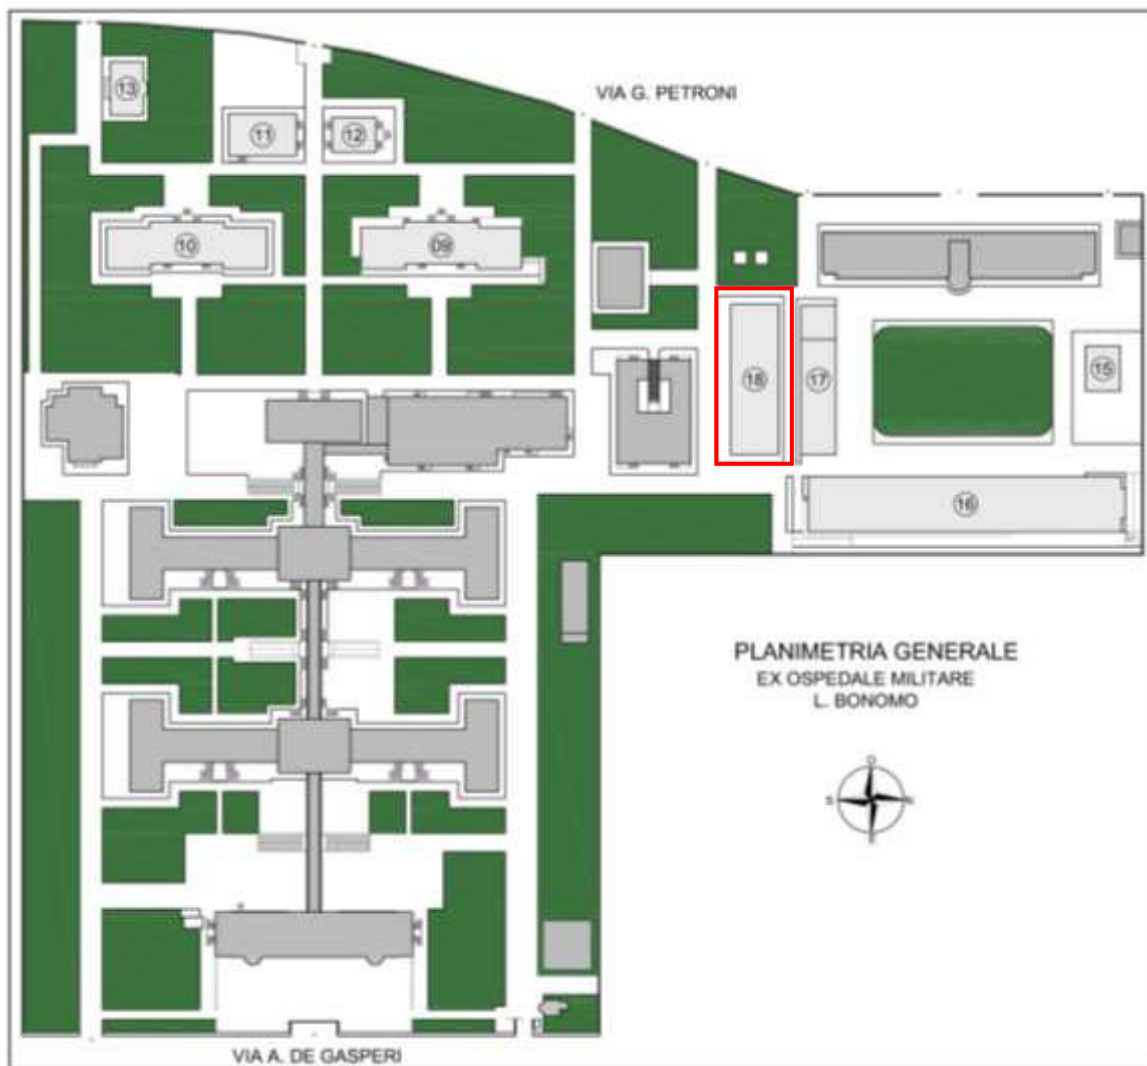 VIA G. PETRONI
13
11
12
10
09
18
17
15
16
PLANIMETRIA GENERALE
EX OSPEDALE MILITARE
L. BONOMO
O
S
N
VIA A. DE GASPERI